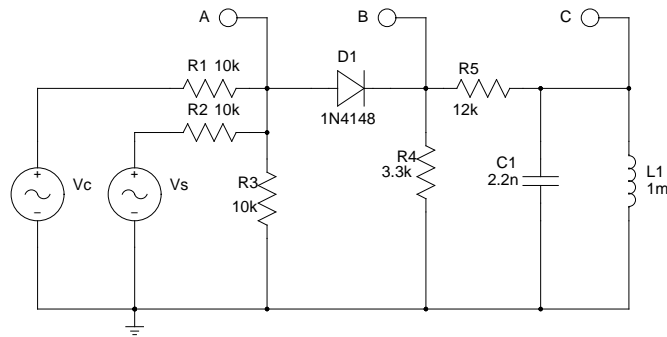 A
B
C
R1 10k
D1
R5
R2 10k
1N4148
12k
Vc
Vs
R3
10k
R4
3.3k
C1
2.2n
L1
1m
+
−
+
−